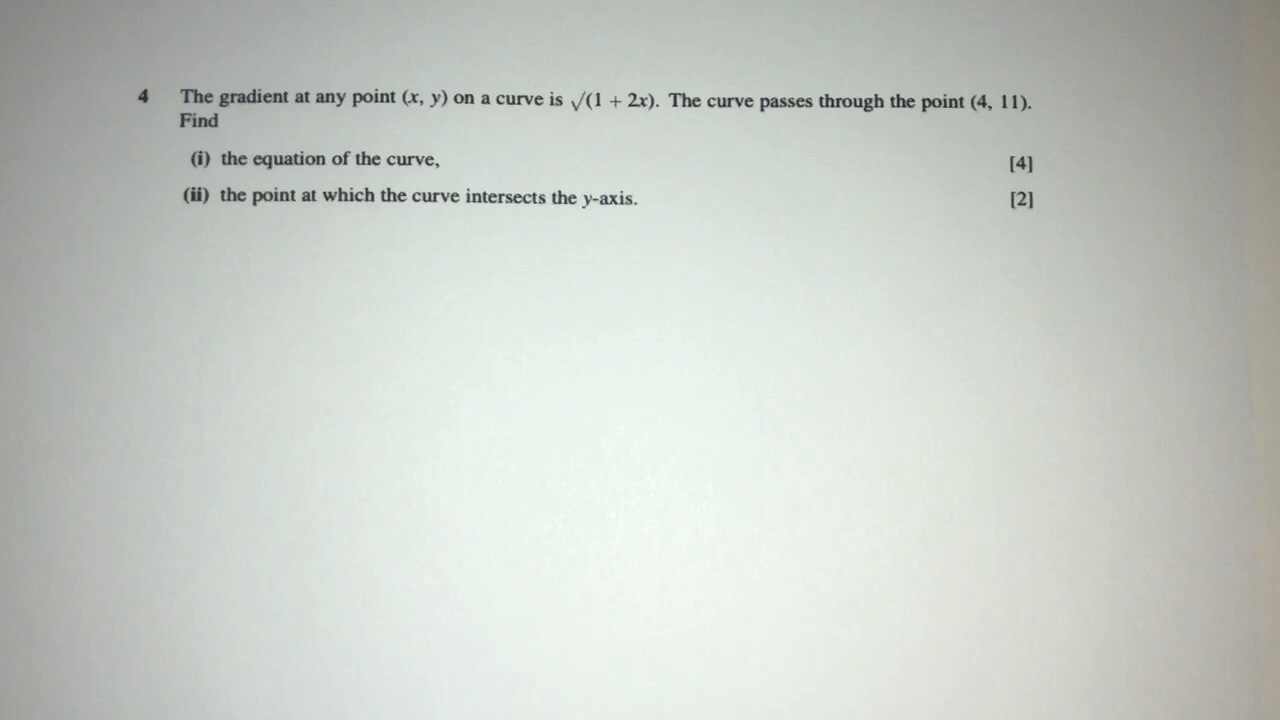 4 The gradient at any point (x, y) on a curve is √(1 + 2x). The curve passes through the point (4, 11).
Find
(i) the equation of the curve, [4]
(ii) the point at which the curve intersects the y-axis. [2]